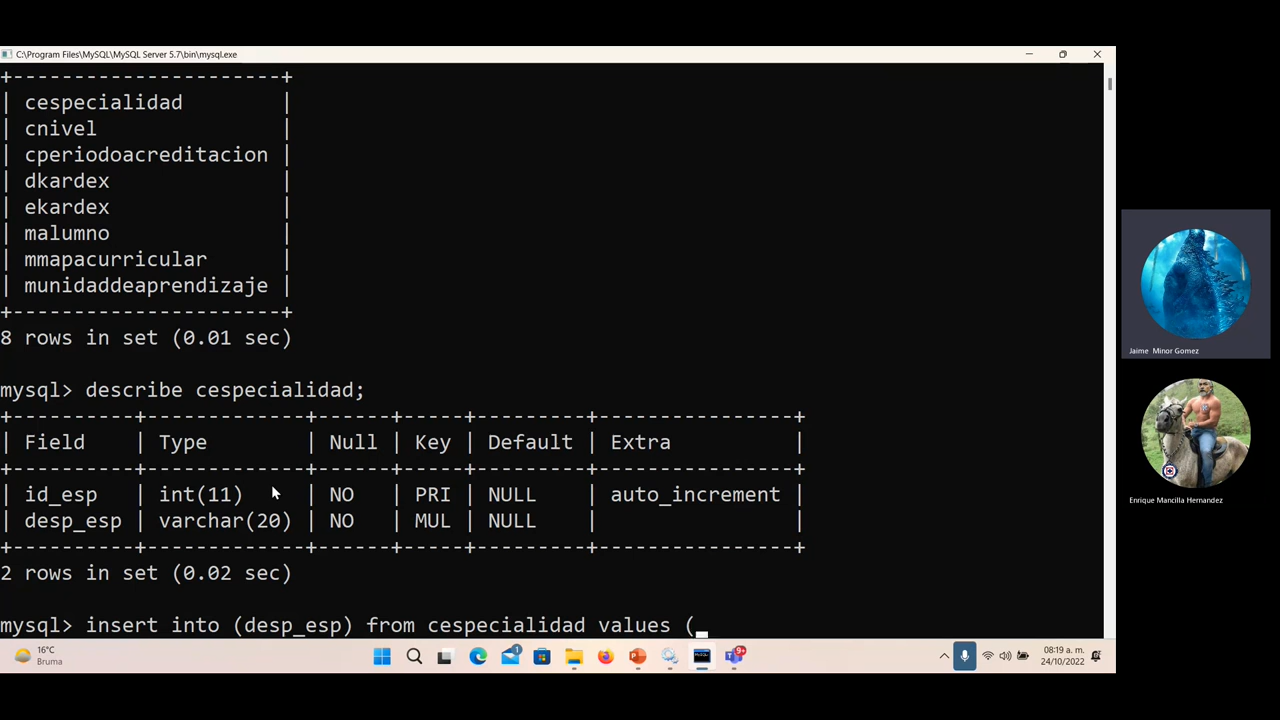 C:\Program Files\MySQL\MySQL Server 5.7\bin\mysql.exe
+----------------------+
| cespecialidad        |
| cnivel               |
| cperiodoacreditacion |
| dkardex              |
| ekardex              |
| malumno              |
| mmapacurricular      |
| munidaddeaprendizaje |
+----------------------+
8 rows in set (0.01 sec)
mysql> describe cespecialidad;
+----------+-------------+------+-----+---------+----------------+
| Field    | Type        | Null | Key | Default | Extra          |
+----------+-------------+------+-----+---------+----------------+
| id_esp   | int(11)     | NO   | PRI | NULL    | auto_increment |
| desp_esp | varchar(20) | NO   | MUL | NULL    |                |
+----------+-------------+------+-----+---------+----------------+
2 rows in set (0.02 sec)
mysql> insert into (desp_esp) from cespecialidad values (
Jaime Minor Gomez
Enrique Mancilla Hernandez
16°C
Bruma
1
9+
08:19 a. m.
24/10/2022